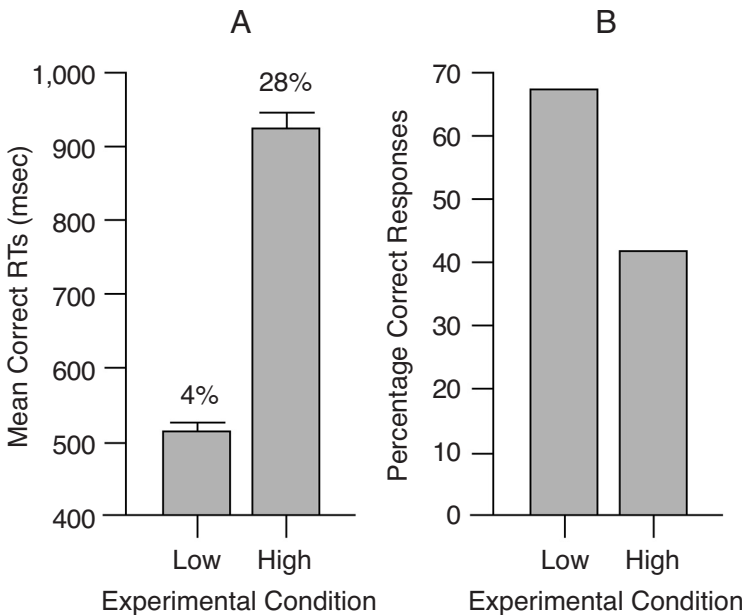 A
Mean Correct RTs (msec)
1,000
900
800
700
600
500
400
4%
28%
Low High
Experimental Condition
B
Percentage Correct Responses
70
60
50
40
30
20
10
0
Low High
Experimental Condition